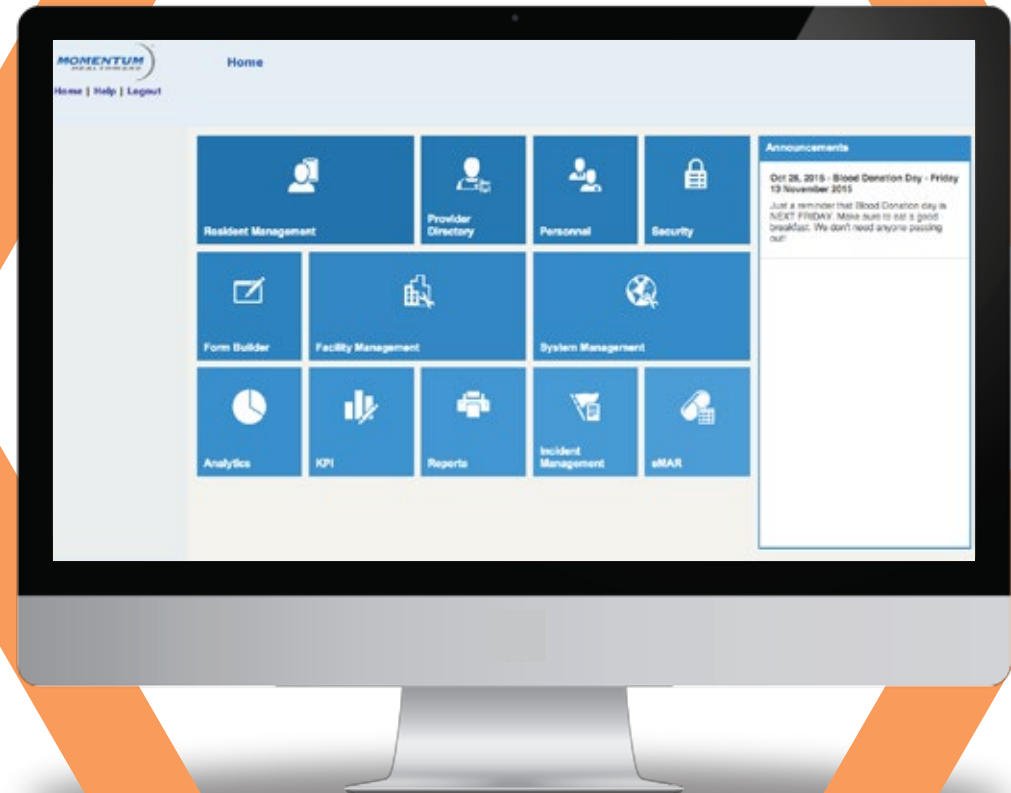 MOMENTUM
HEALTHWARE
Home
Home | Help | Logout
Resident Management
Provider
Directory
Personnel
Security
Announcements
Oct 28, 2015 - Blood Donation Day - Friday
13 November 2015
Just a reminder that Blood Donation day is
NEXT FRIDAY. Make sure to eat a good
breakfast. We don't need anyone passing
out!
Form Builder
Facility Management
System Management
Analytics
KPI
Reports
Incident
Management
eMAR